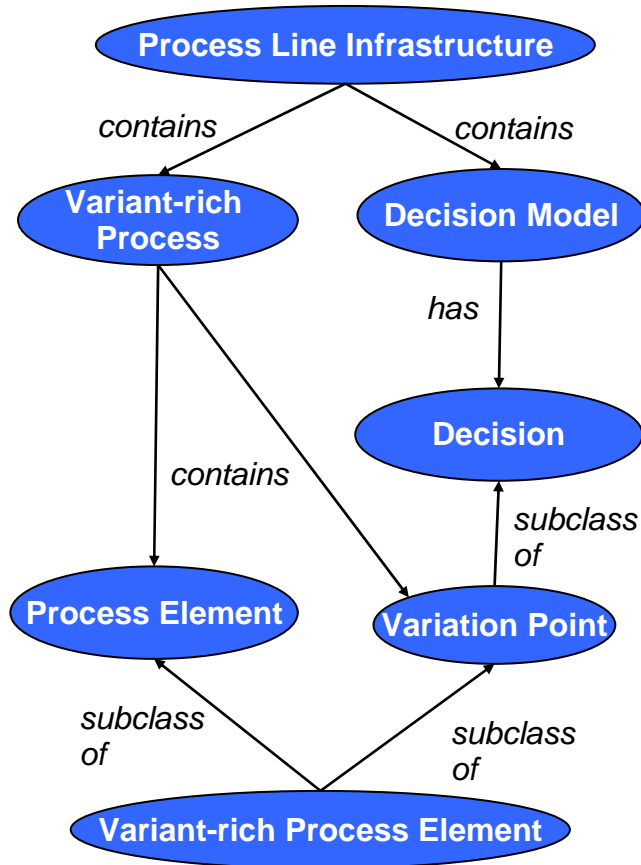 Process Line Infrastructure
contains
contains
Variant-rich
Process
Decision Model
has
Decision
contains
subclass
of
Process Element
Variation Point
subclass
of
subclass
of
Variant-rich Process Element